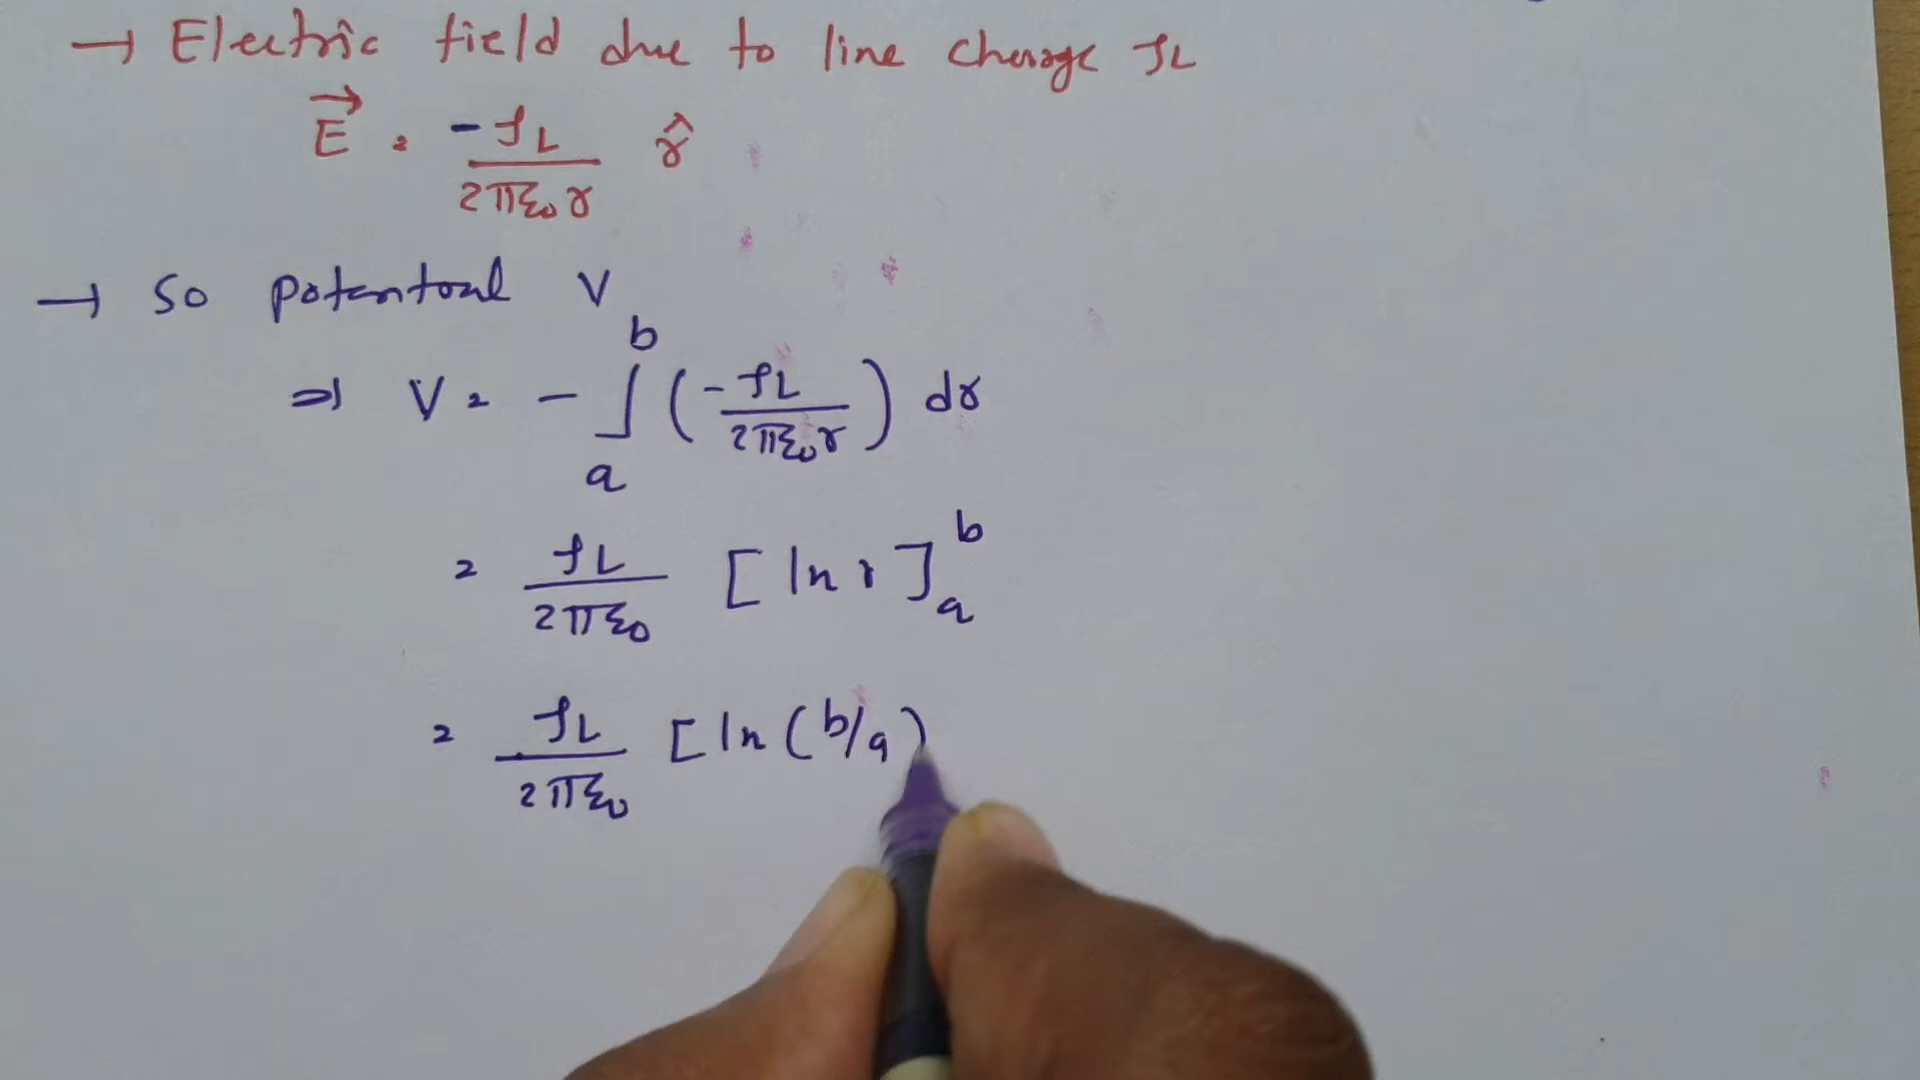 → Electric field due to line charge ρL
E⃗ = -ρL / 2πε₀r r̂
→ So potential V
⇒ V = - ∫ₐᵇ (-ρL / 2πε₀r) dr
= ρL / 2πε₀ [ln r]ₐᵇ
= ρL / 2πε₀ [ln (b/a)